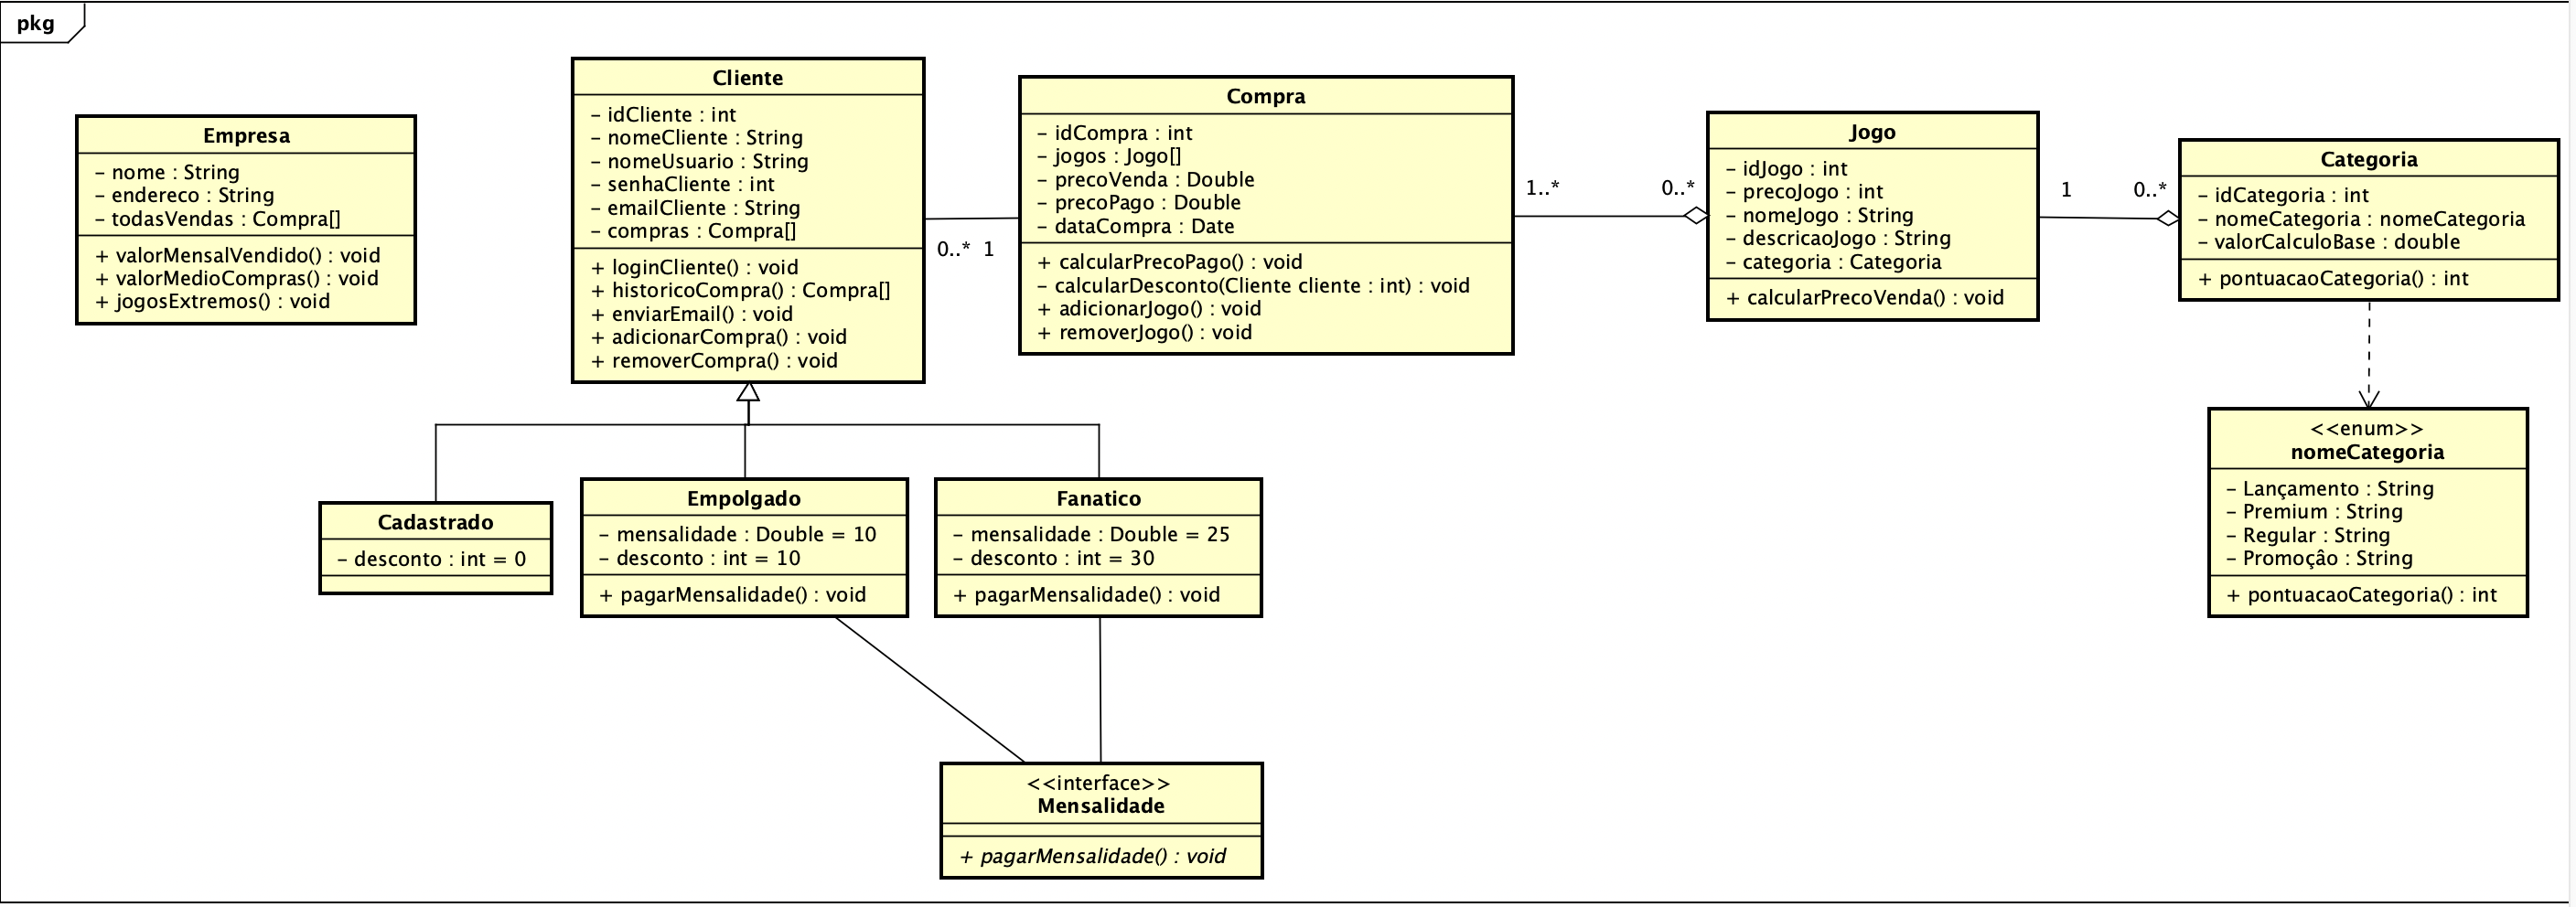 pkg
Empresa
- nome : String
- endereco : String
- todasVendas : Compra[]
+ valorMensalVendido() : void
+ valorMedioCompras() : void
+ jogosExtremos() : void
Cliente
- idCliente : int
- nomeCliente : String
- nomeUsuario : String
- senhaCliente : int
- emailCliente : String
- compras : Compra[]
+ loginCliente() : void
+ historicoCompra() : Compra[]
+ enviarEmail() : void
+ adicionarCompra() : void
+ removerCompra() : void
0..* 1
Compra
- idCompra : int
- jogos : Jogo[]
- precoVenda : Double
- precoPago : Double
- dataCompra : Date
+ calcularPrecoPago() : void
- calcularDesconto(Cliente cliente : int) : void
+ adicionarJogo() : void
+ removerJogo() : void
1..* 0..*
Jogo
- idJogo : int
- precoJogo : int
- nomeJogo : String
- descricaoJogo : String
- categoria : Categoria
+ calcularPrecoVenda() : void
1 0..*
Categoria
- idCategoria : int
- nomeCategoria : nomeCategoria
- valorCalculoBase : double
+ pontuacaoCategoria() : int
<<enum>>
nomeCategoria
- Lançamento : String
- Premium : String
- Regular : String
- Promoçâo : String
+ pontuacaoCategoria() : int
Cadastrado
- desconto : int = 0
Empolgado
- mensalidade : Double = 10
- desconto : int = 10
+ pagarMensalidade() : void
Fanatico
- mensalidade : Double = 25
- desconto : int = 30
+ pagarMensalidade() : void
<<interface>>
Mensalidade
+ pagarMensalidade() : void